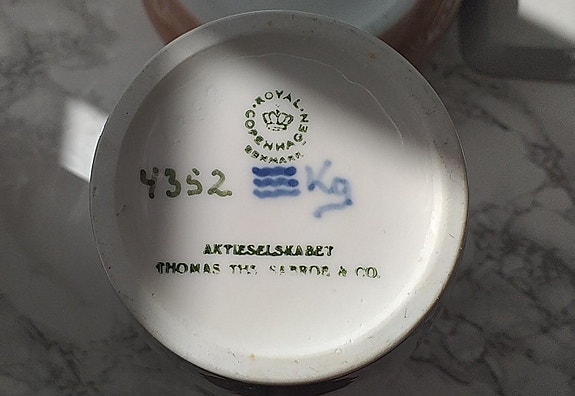 ROYAL COPENHAGEN
DENMARK
4352 Kg
AKTIESELSKABET
THOMAS THS. SABROE & CO.